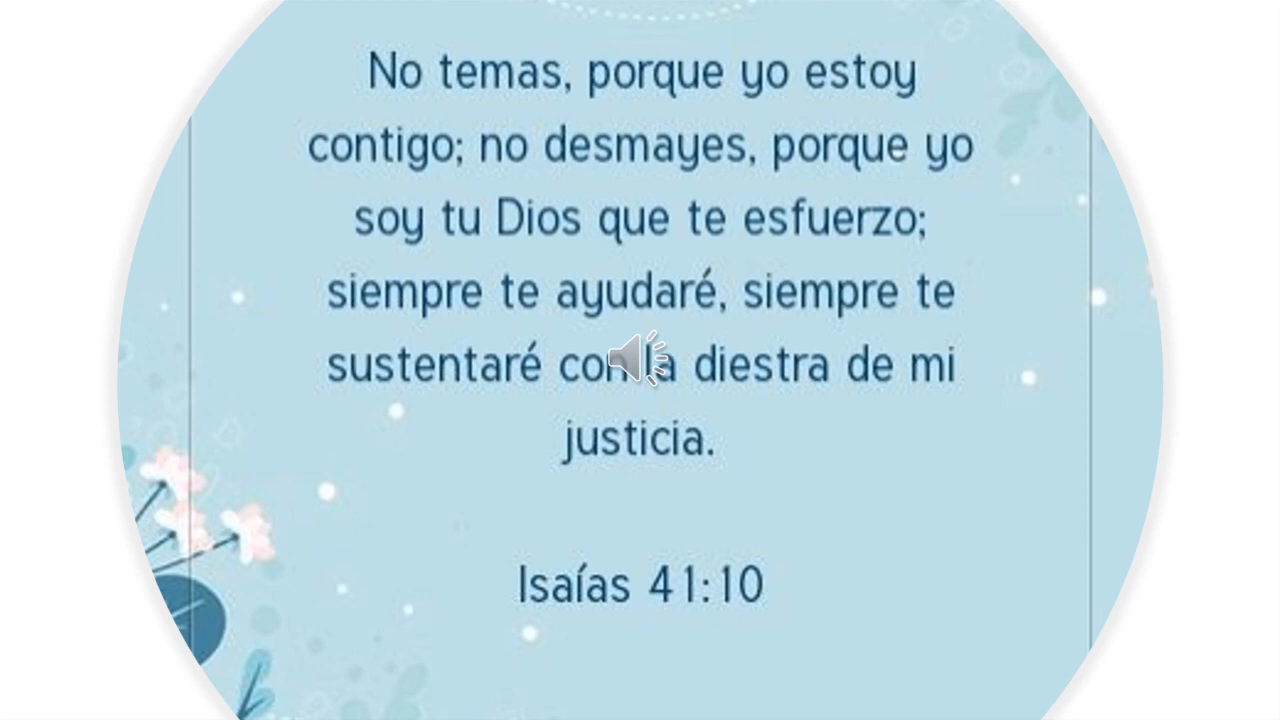 No temas, porque yo estoy
contigo; no desmayes, porque yo
soy tu Dios que te esfuerzo;
siempre te ayudaré, siempre te
sustentaré con la diestra de mi
justicia.
Isaías 41:10